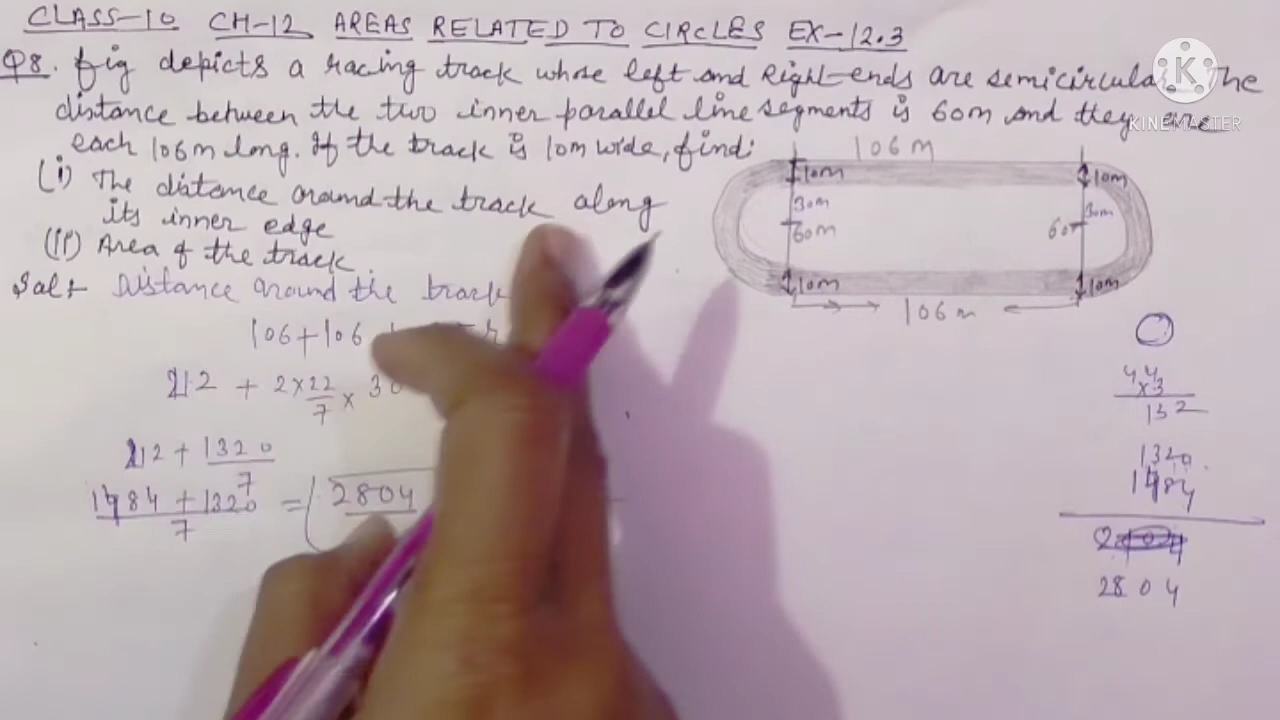 CLASS-10 CH-12 AREAS RELATED TO CIRCLES EX-12.3
Q8. fig depicts a racing track whose left and Right ends are semicircular. The
distance between the two inner parallel line segments is 60m and they are
each 106m long. If the track is 10m wide, find:
(i) The distance around the track along
its inner edge
(ii) Area of the track
Sol:- Distance around the track
106+106
212 + 2×22/7 × 30
212 + 1320/7
1484 + 1320/7 = 2804
106 m
10m
10m
30m
30m
60m
60
10m
10m
106 m
44
×3
132
1320
1484
2804
K
KINEMASTER